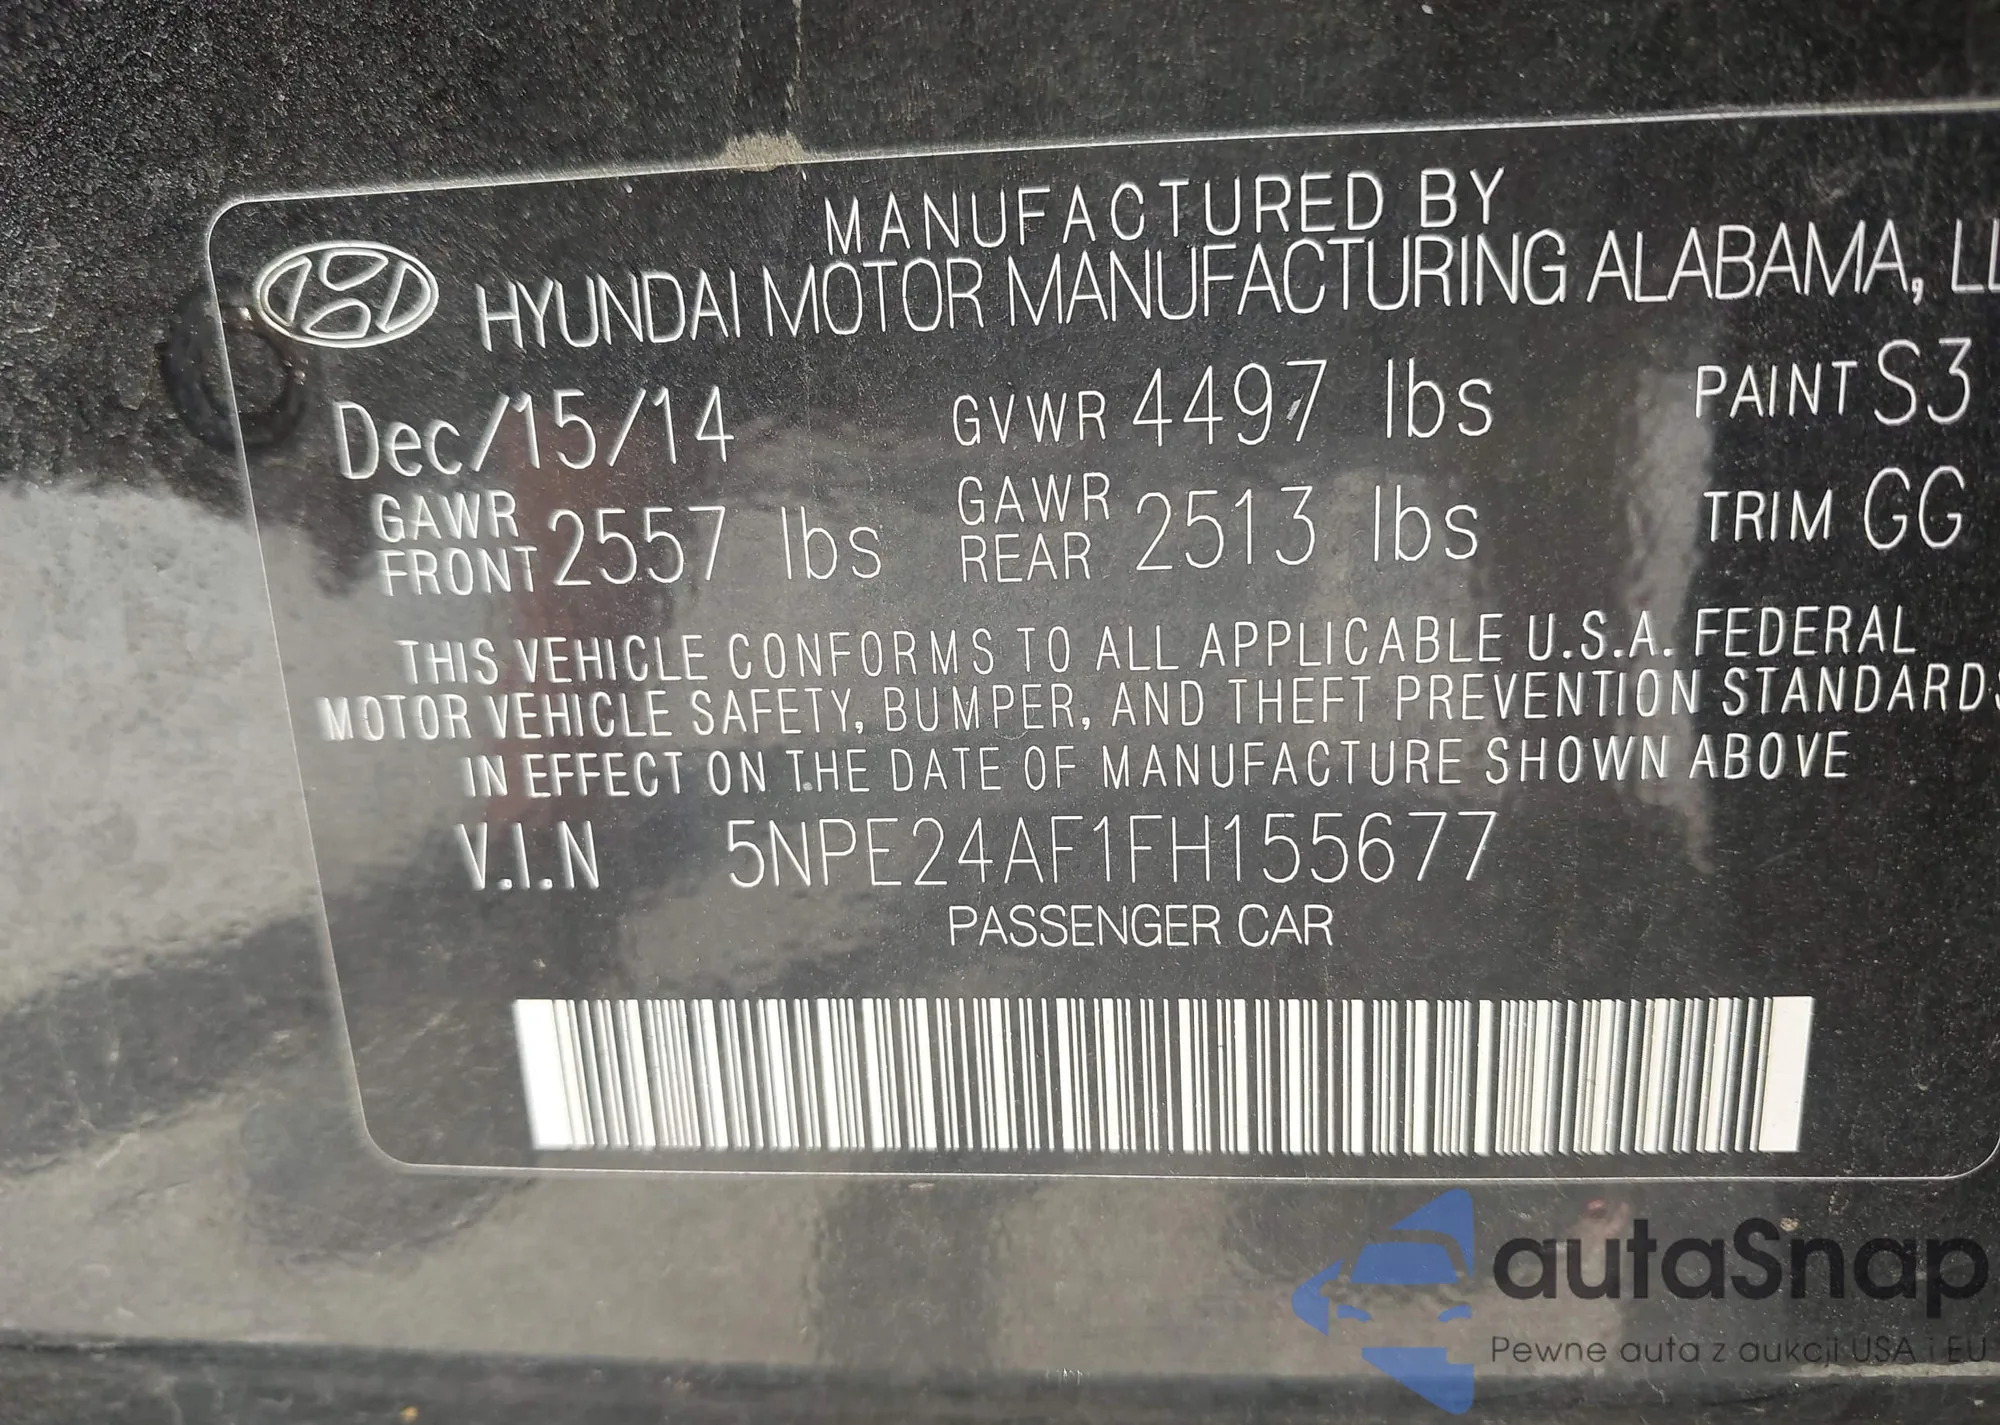 MANUFACTURED BY
HYUNDAI MOTOR MANUFACTURING ALABAMA, LL
Dec/15/14 GVWR 4497 lbs PAINT S3
GAWR FRONT 2557 lbs GAWR REAR 2513 lbs TRIM GG
THIS VEHICLE CONFORMS TO ALL APPLICABLE U.S.A. FEDERAL
MOTOR VEHICLE SAFETY, BUMPER, AND THEFT PREVENTION STANDARDS
IN EFFECT ON THE DATE OF MANUFACTURE SHOWN ABOVE
V.I.N 5NPE24AF1FH155677
PASSENGER CAR
autaSnap
Pewne auta z aukcji USA i EU